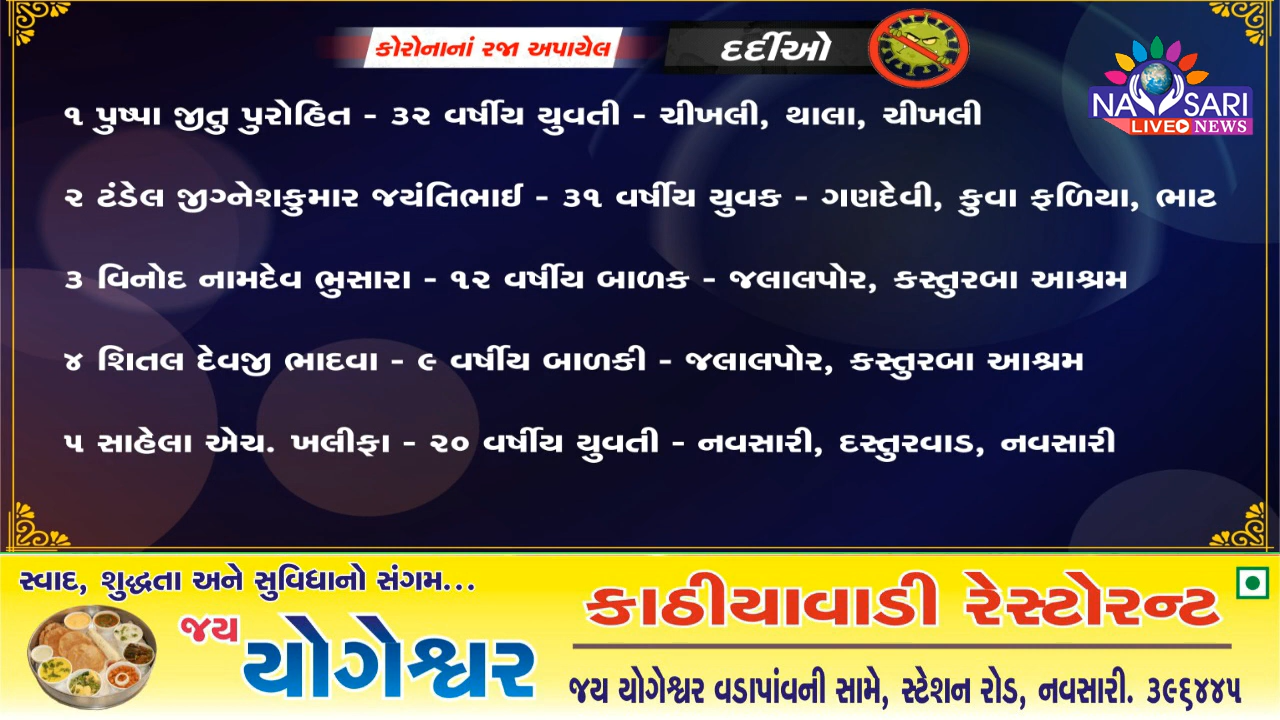 કોરોનાનાં રજા અપાયેલ દર્દીઓ
NAVSARI
LIVE NEWS
૧ પુષ્પા જીતુ પુરોહિત - ૩૨ વર્ષીય યુવતી - ચીખલી, થાલા, ચીખલી
૨ ટંડેલ જીગ્નેશકુમાર જયંતિભાઈ - ૩૧ વર્ષીય યુવક - ગણદેવી, કુવા ફળિયા, ભાટ
૩ વિનોદ નામદેવ ભુસારા - ૧૨ વર્ષીય બાળક - જલાલપોર, કસ્તુરબા આશ્રમ
૪ શિતલ દેવજી ભાદવા - ૯ વર્ષીય બાળકી - જલાલપોર, કસ્તુરબા આશ્રમ
૫ સાહેલા એચ. ખલીફા - ૨૦ વર્ષીય યુવતી - નવસારી, દસ્તુરવાડ, નવસારી
સ્વાદ, શુદ્ધતા અને સુવિધાનો સંગમ...
જય યોગેશ્વર
કાઠીયાવાડી રેસ્ટોરન્ટ
જય યોગેશ્વર વડાપાંવની સામે, સ્ટેશન રોડ, નવસારી. ૩૯૬૪૪૫